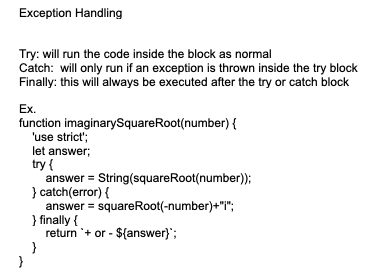 Exception Handling
Try: will run the code inside the block as normal
Catch:  will only run if an exception is thrown inside the try block
Finally: this will always be executed after the try or catch block
Ex.
function imaginarySquareRoot(number) {
'use strict';
let answer;
try {
answer = String(squareRoot(number));
} catch(error) {
answer = squareRoot(-number)+"i";
} finally {
return `+ or - ${answer}`;
}
}